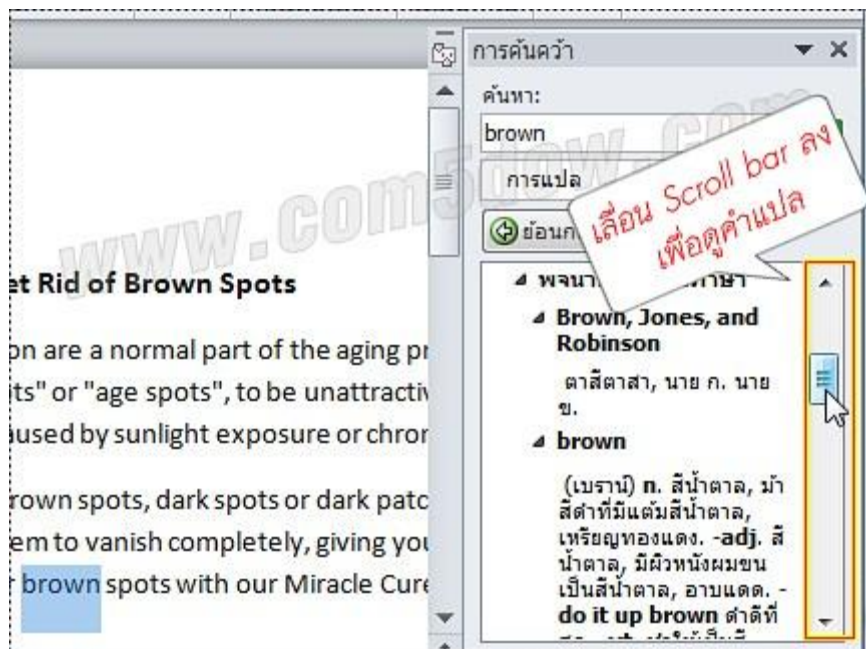 การค้นคว้า
ค้นหา:
brown
การแปล
เลื่อน Scroll bar ลง
เพื่อดูคำแปล
www.com5dow.com
Brown, Jones, and
Robinson
ตาสีตาสา, นาย ก. นาย
ข.
brown
(เบรานฺ) n. สีน้ำตาล, ม้า
สีดำที่มีแต้มสีน้ำตาล,
เหรียญทองแดง. -adj. สี
น้ำตาล, มีผิวหนังผมขน
เป็นสีน้ำตาล, อาบแดด. -
do it up brown ดำดีที่
et Rid of Brown Spots
on are a normal part of the aging pr
its" or "age spots", to be unattractiv
aused by sunlight exposure or chror
rown spots, dark spots or dark patc
em to vanish completely, giving you
brown spots with our Miracle Cure